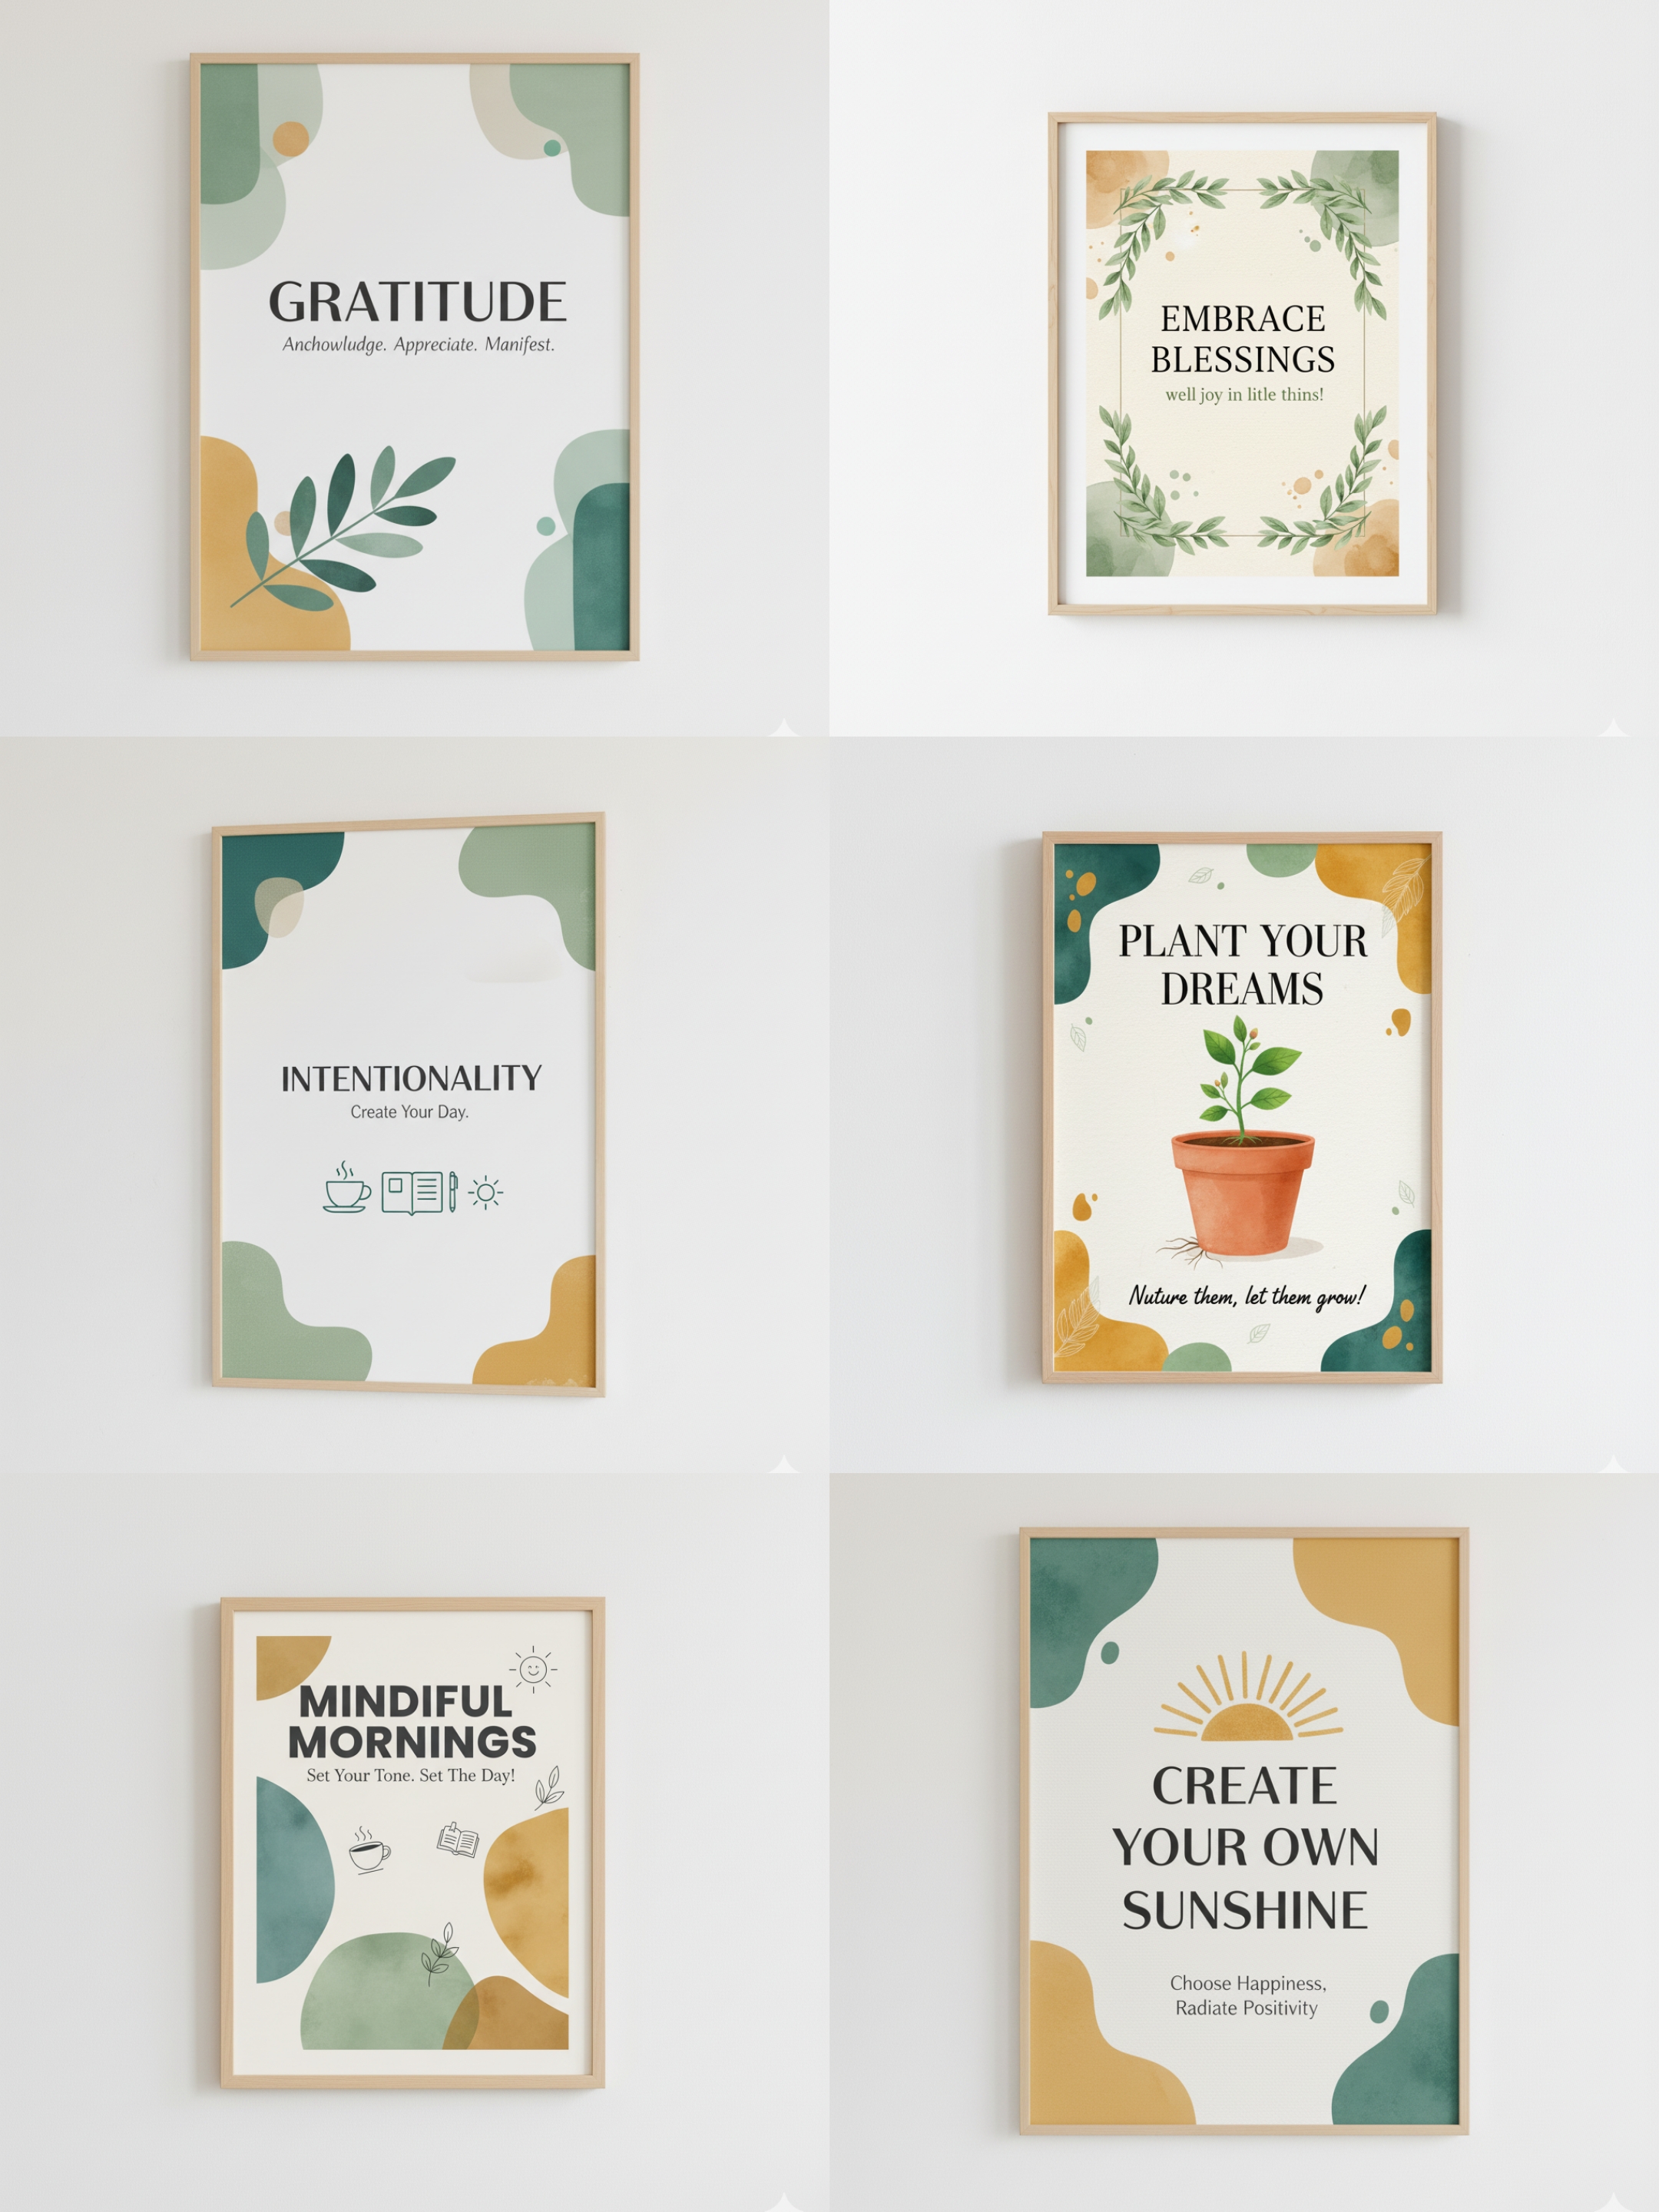 GRATITUDE
Anchowludge. Appreciate. Manifest.
EMBRACE
BLESSINGS
well joy in litle thins!
INTENTIONALITY
Create Your Day.
PLANT YOUR
DREAMS
Nuture them, let them grow!
MINDIFUL
MORNINGS
Set Your Tone. Set The Day!
CREATE
YOUR OWN
SUNSHINE
Choose Happiness,
Radiate Positivity